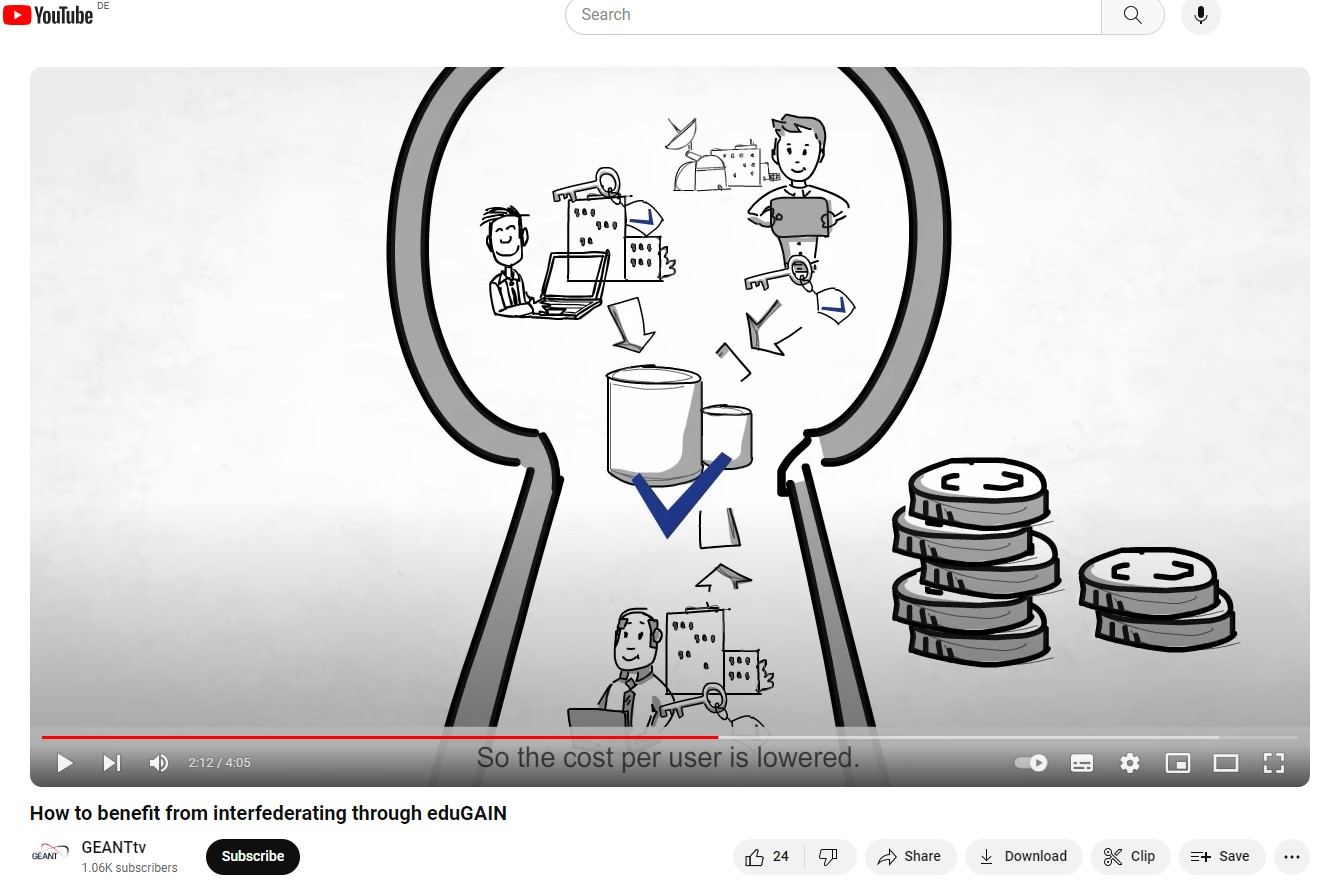 YouTube DE
Search
So the cost per user is lowered.
2:12 / 4:05
How to benefit from interfederating through eduGAIN
GÉANT
GEANTtv
1.06K subscribers
Subscribe
24
Share
Download
Clip
Save